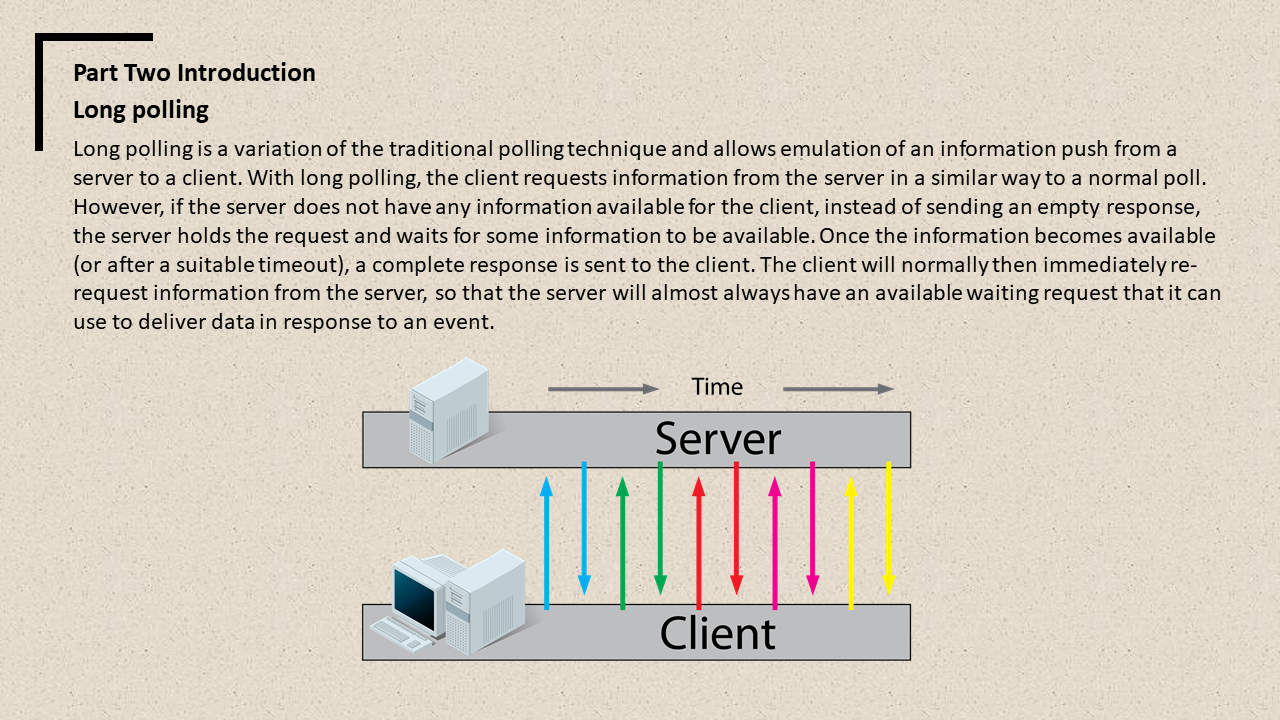 Part Two Introduction
Long polling
Long polling is a variation of the traditional polling technique and allows emulation of an information push from a
server to a client. With long polling, the client requests information from the server in a similar way to a normal poll.
However, if the server does not have any information available for the client, instead of sending an empty response,
the server holds the request and waits for some information to be available. Once the information becomes available
(or after a suitable timeout), a complete response is sent to the client. The client will normally then immediately re-
request information from the server, so that the server will almost always have an available waiting request that it can
use to deliver data in response to an event.
Time
Server
Client